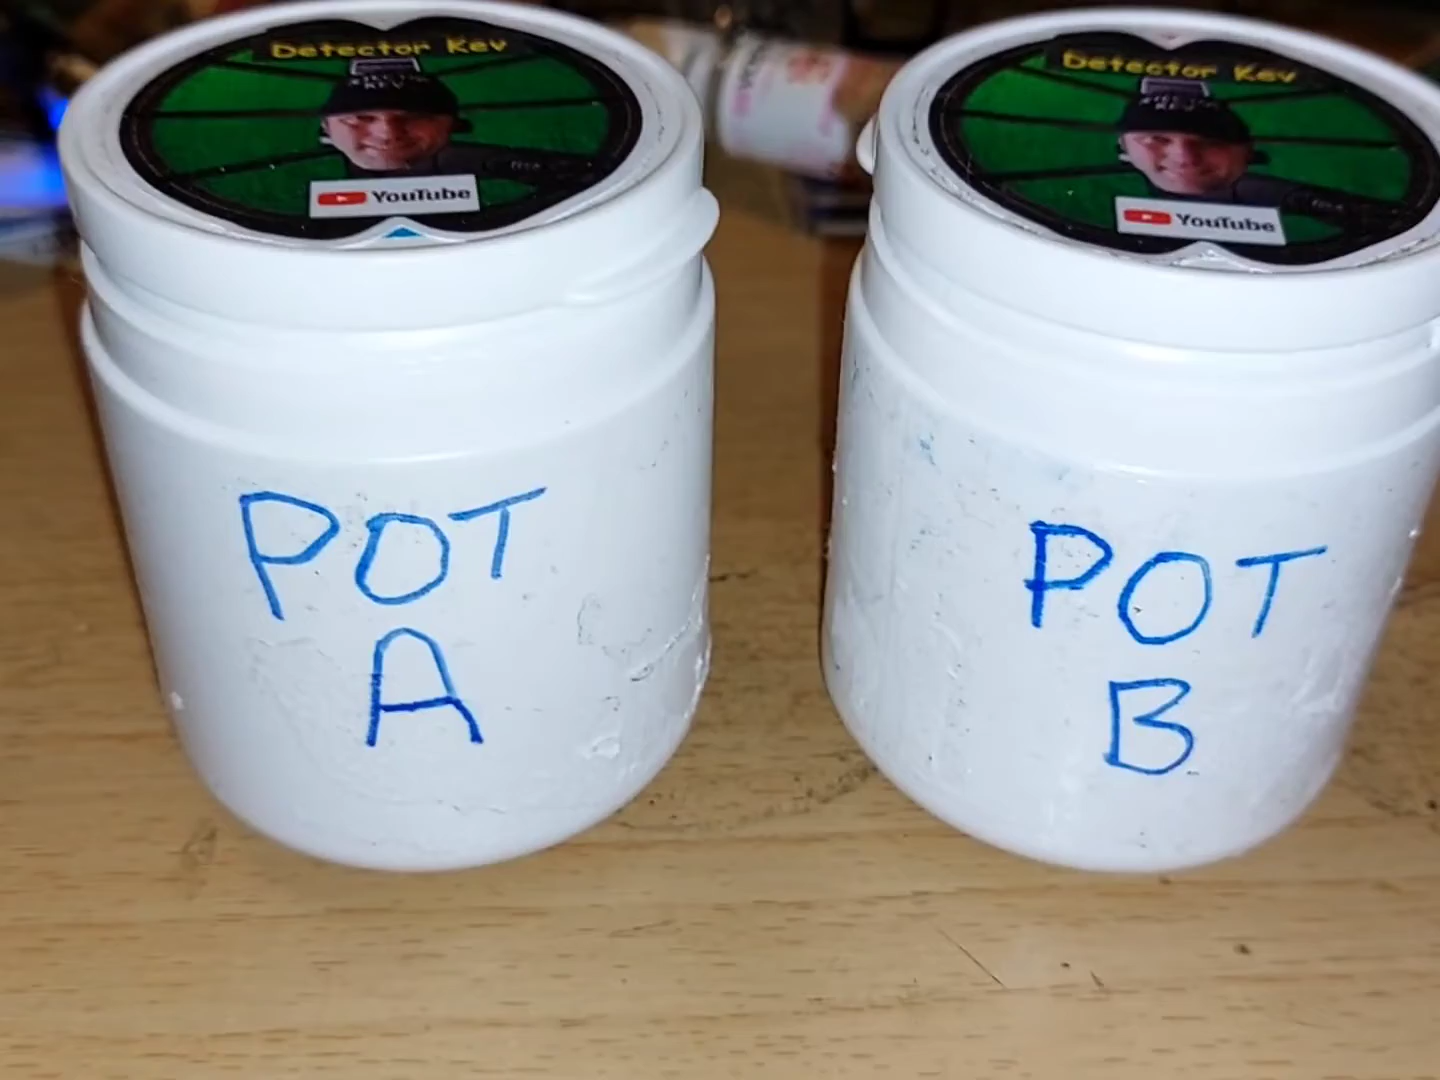 Detector Kev
YouTube
POT
A
Detector Kev
YouTube
POT
B